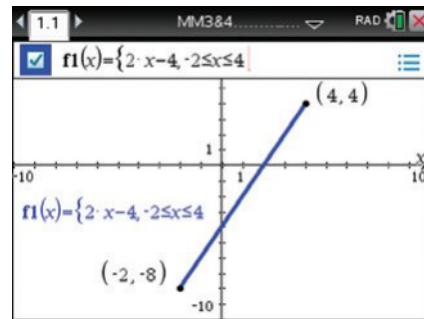 1.1 MM3&4 RAD
f1(x)={2· x-4, -2≤x≤4
(4, 4)
1
x
-10 1 10
f1(x)={2· x-4, -2≤x≤4
(-2, -8)
-10